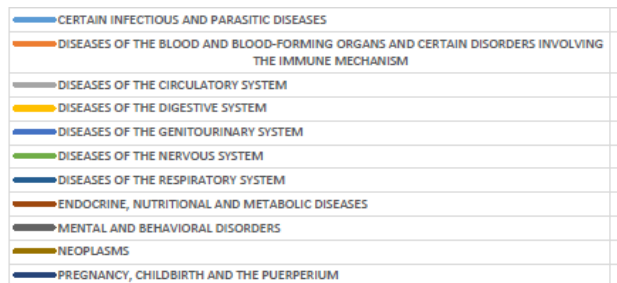 CERTAIN INFECTIOUS AND PARASITIC DISEASES
DISEASES OF THE BLOOD AND BLOOD-FORMING ORGANS AND CERTAIN DISORDERS INVOLVING
THE IMMUNE MECHANISM
DISEASES OF THE CIRCULATORY SYSTEM
DISEASES OF THE DIGESTIVE SYSTEM
DISEASES OF THE GENITOURINARY SYSTEM
DISEASES OF THE NERVOUS SYSTEM
DISEASES OF THE RESPIRATORY SYSTEM
ENDOCRINE, NUTRITIONAL AND METABOLIC DISEASES
MENTAL AND BEHAVIORAL DISORDERS
NEOPLASMS
PREGNANCY, CHILDBIRTH AND THE PUERPERIUM